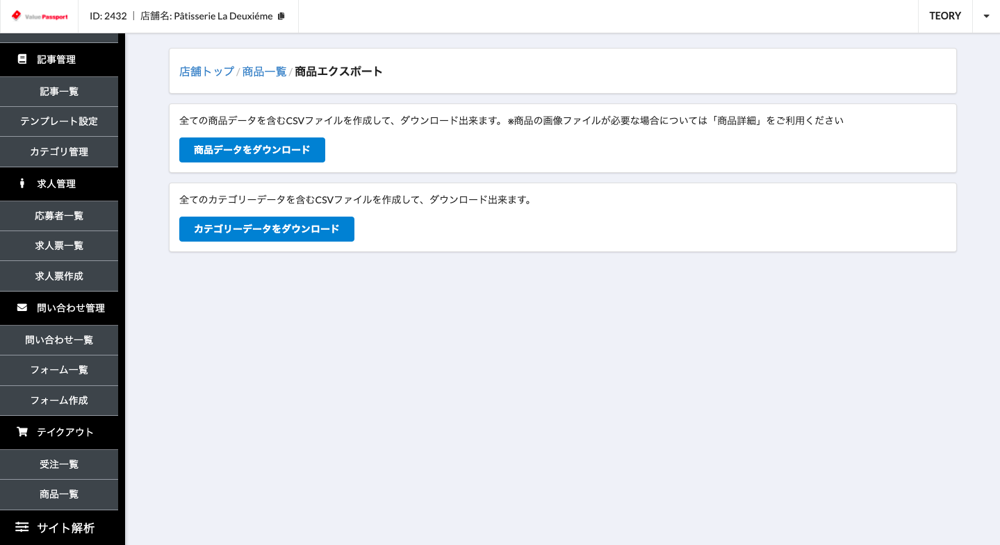 Value Passport
ID: 2432 | 店舗名: Pâtisserie La Deuxiéme
TEORY
記事管理
記事一覧
テンプレート設定
カテゴリ管理
求人管理
応募者一覧
求人票一覧
求人票作成
問い合わせ管理
問い合わせ一覧
フォーム一覧
フォーム作成
テイクアウト
受注一覧
商品一覧
サイト解析
店舗トップ / 商品一覧 / 商品エクスポート
全ての商品データを含むCSVファイルを作成して、ダウンロード出来ます。 ※商品の画像ファイルが必要な場合については「商品詳細」をご利用ください
商品データをダウンロード
全てのカテゴリーデータを含むCSVファイルを作成して、ダウンロード出来ます。
カテゴリーデータをダウンロード